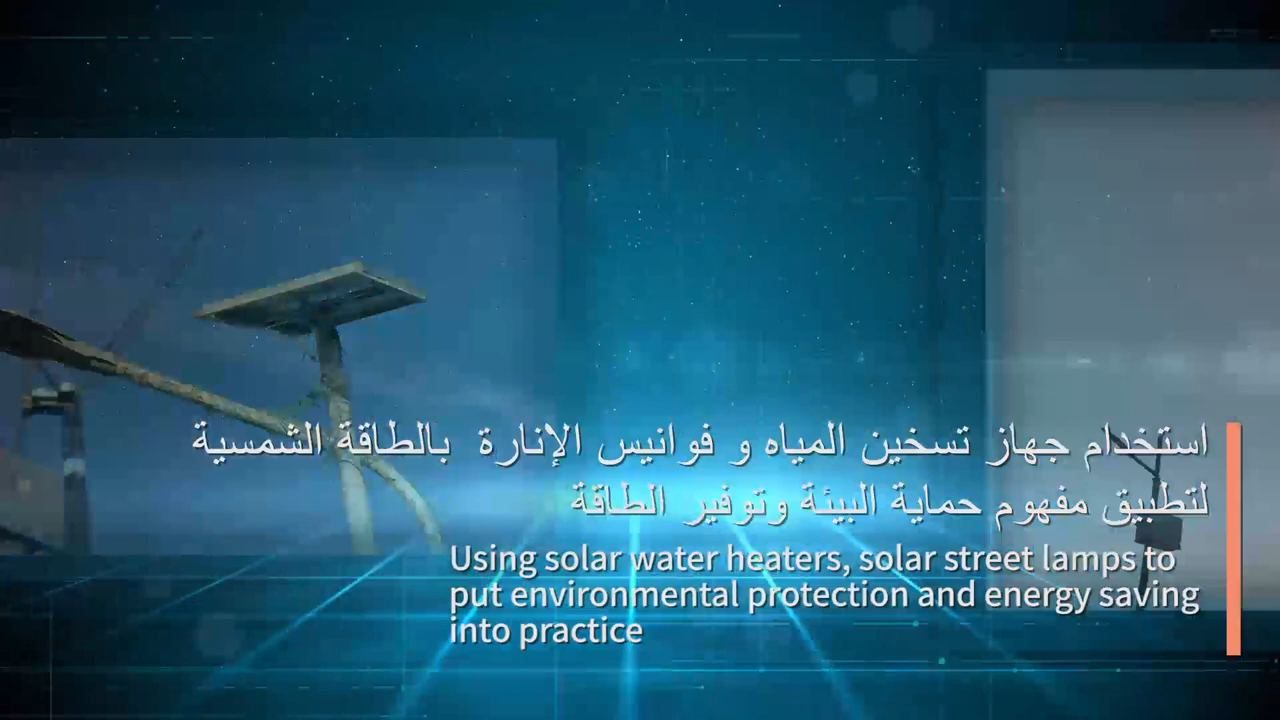 استخدام جهاز تسخين المياه و فوانيس الإنارة بالطاقة الشمسية
لتطبيق مفهوم حماية البيئة وتوفير الطاقة
Using solar water heaters, solar street lamps to
put environmental protection and energy saving
into practice